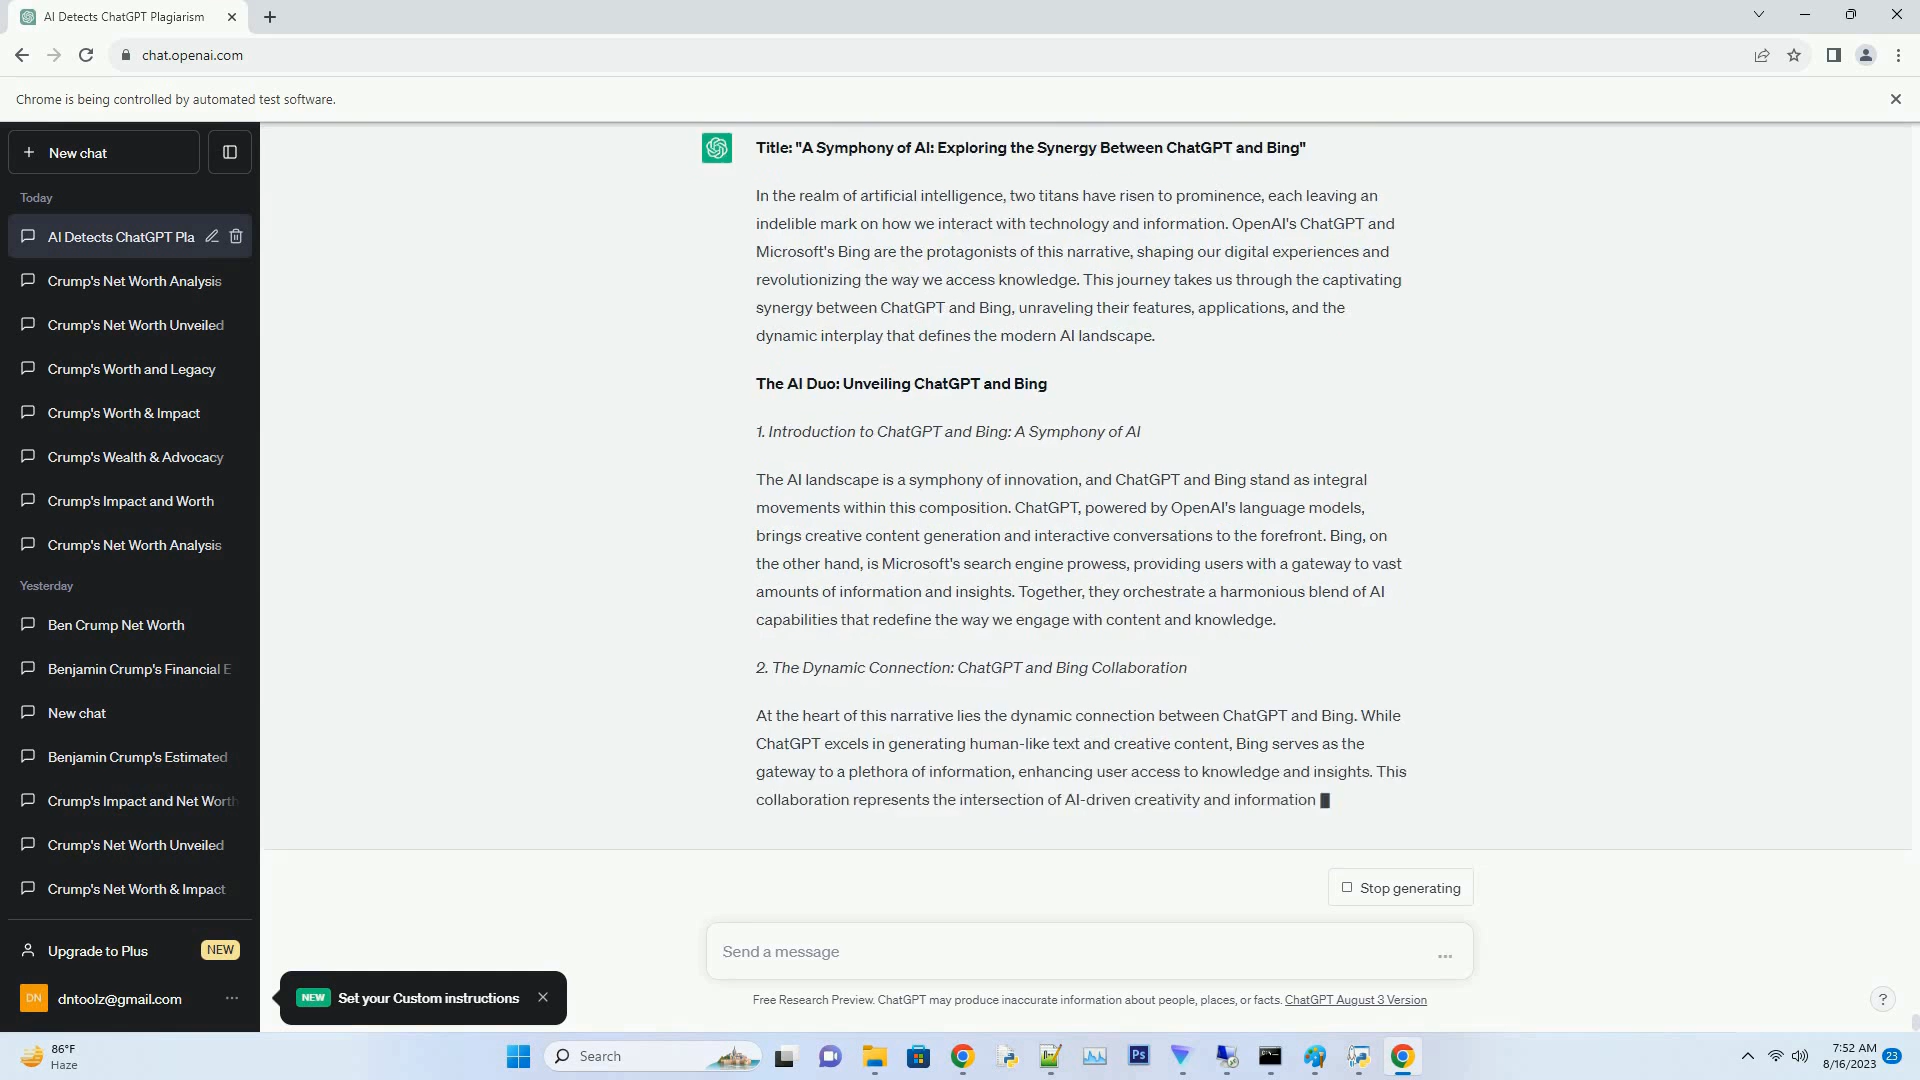 AI Detects ChatGPT Plagiarism
chat.openai.com
Chrome is being controlled by automated test software.
New chat
Today
AI Detects ChatGPT Pla
Crump's Net Worth Analysis
Crump's Net Worth Unveiled
Crump's Worth and Legacy
Crump's Worth & Impact
Crump's Wealth & Advocacy
Crump's Impact and Worth
Crump's Net Worth Analysis
Yesterday
Ben Crump Net Worth
Benjamin Crump's Financial E
New chat
Benjamin Crump's Estimated
Crump's Impact and Net Worth
Crump's Net Worth Unveiled
Crump's Net Worth & Impact
Upgrade to Plus NEW
DN dntoolz@gmail.com
Title: "A Symphony of AI: Exploring the Synergy Between ChatGPT and Bing"
In the realm of artificial intelligence, two titans have risen to prominence, each leaving an
indelible mark on how we interact with technology and information. OpenAI's ChatGPT and
Microsoft's Bing are the protagonists of this narrative, shaping our digital experiences and
revolutionizing the way we access knowledge. This journey takes us through the captivating
synergy between ChatGPT and Bing, unraveling their features, applications, and the
dynamic interplay that defines the modern AI landscape.
The AI Duo: Unveiling ChatGPT and Bing
1. Introduction to ChatGPT and Bing: A Symphony of AI
The AI landscape is a symphony of innovation, and ChatGPT and Bing stand as integral
movements within this composition. ChatGPT, powered by OpenAI's language models,
brings creative content generation and interactive conversations to the forefront. Bing, on
the other hand, is Microsoft's search engine prowess, providing users with a gateway to vast
amounts of information and insights. Together, they orchestrate a harmonious blend of AI
capabilities that redefine the way we engage with content and knowledge.
2. The Dynamic Connection: ChatGPT and Bing Collaboration
At the heart of this narrative lies the dynamic connection between ChatGPT and Bing. While
ChatGPT excels in generating human-like text and creative content, Bing serves as the
gateway to a plethora of information, enhancing user access to knowledge and insights. This
collaboration represents the intersection of AI-driven creativity and information
Stop generating
Send a message
NEW Set your Custom instructions
Free Research Preview. ChatGPT may produce inaccurate information about people, places, or facts. ChatGPT August 3 Version
?
86°F
Haze
Search
Ps
7:52 AM
8/16/2023
23